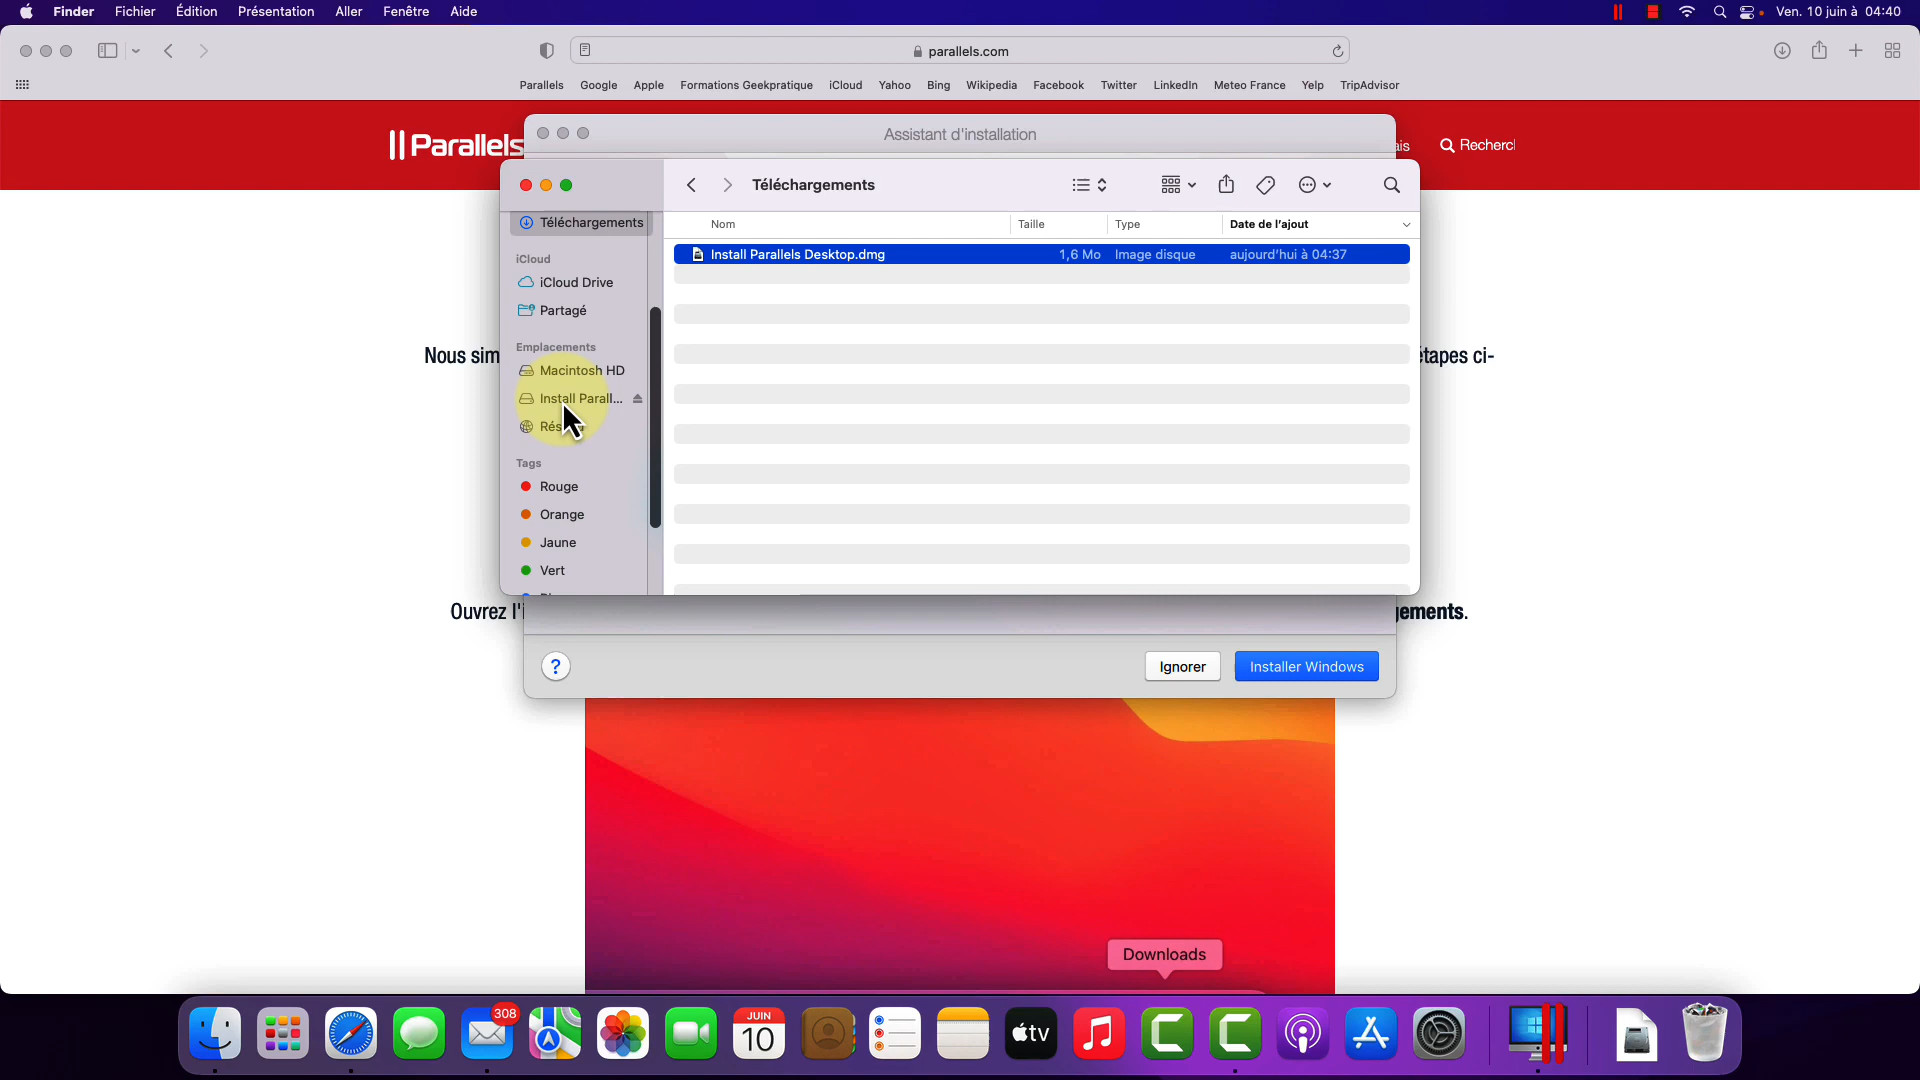 Finder Fichier Édition Présentation Aller Fenêtre Aide Ven. 10 juin à 04:40
parallels.com
Parallels Google Apple Formations Geekpratique iCloud Yahoo Bing Wikipedia Facebook Twitter LinkedIn Meteo France Yelp TripAdvisor
Parallels
Assistant d'installation
ais
Recherch
Téléchargements
Téléchargements
Nom Taille Type Date de l'ajout
Install Parallels Desktop.dmg 1,6 Mo Image disque aujourd'hui à 04:37
iCloud
iCloud Drive
Partagé
Emplacements
Macintosh HD
Install Parall...
Tags
Rouge
Orange
Jaune
Vert
Nous sim
étapes ci-
Ouvrez l'i
gements.
?
Ignorer
Installer Windows
Downloads
308
JUIN
10
tv